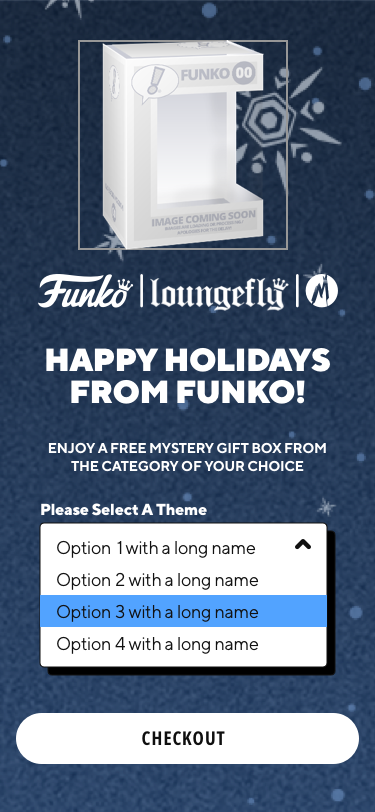 FUNKO 00
IMAGE COMING SOON
Funko | loungefly |
HAPPY HOLIDAYS
FROM FUNKO!
ENJOY A FREE MYSTERY GIFT BOX FROM
THE CATEGORY OF YOUR CHOICE
Please Select A Theme
Option 1 with a long name
Option 2 with a long name
Option 3 with a long name
Option 4 with a long name
CHECKOUT